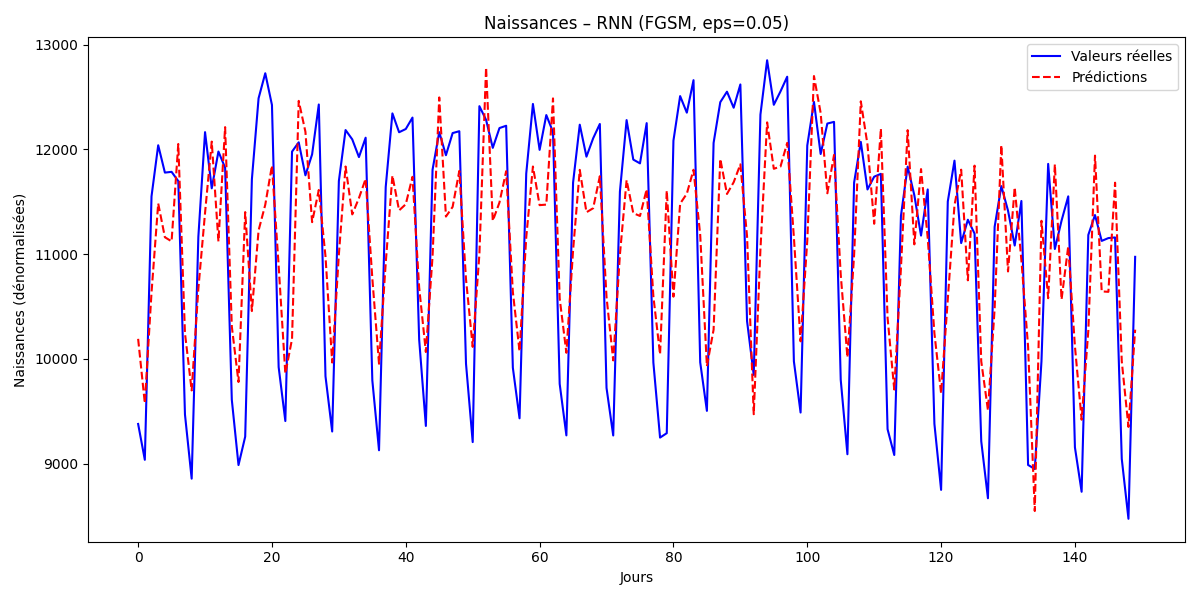 Naissances – RNN (FGSM, eps=0.05)
Valeurs réelles
Prédictions
Naissances (dénormalisées)
13000
12000
11000
10000
9000
0 20 40 60 80 100 120 140
Jours